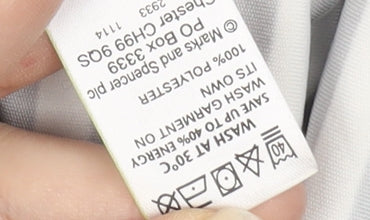 40
WASH AT 30°C
SAVE UP TO 40% ENERGY
WASH GARMENT ON
ITS OWN
100% POLYESTER
© Marks and Spencer plc
PO Box 3339
Chester CH99 9QS
2933 1114